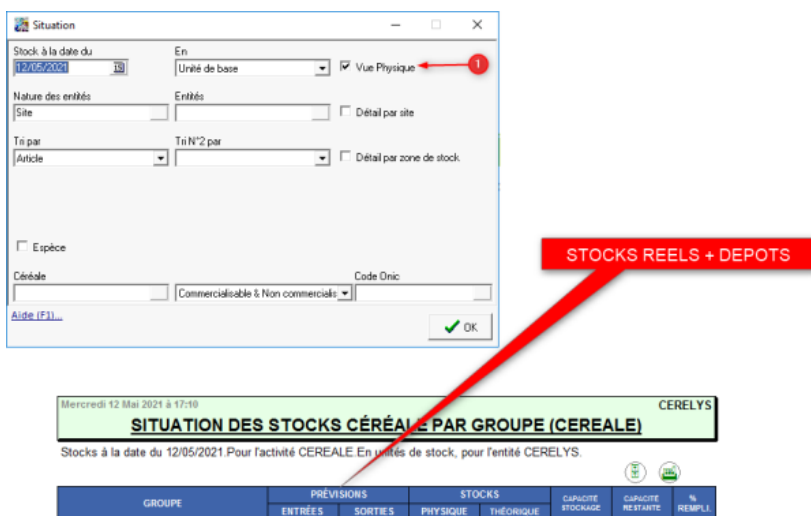 Situation
Stock à la date du
En
12/05/2021
15
Unité de base
Vue Physique
1
Nature des entités
Entités
Site
Détail par site
Tri par
Tri N°2 par
Article
Détail par zone de stock
Espèce
STOCKS REELS + DEPOTS
Céréale
Code Onic
Commercialisable & Non commercialis
Aide (F1)...
OK
Mercredi 12 Mai 2021 à 17:10
CERELYS
SITUATION DES STOCKS CÉRÉALE PAR GROUPE (CEREALE)
Stocks à la date du 12/05/2021.Pour l'activité CEREALE.En unités de stock, pour l'entité CERELYS.
GROUPE
PRÉVISIONS
STOCKS
CAPACITÉ STOCKAGE
CAPACITÉ RESTANTE
% REMPLI.
ENTRÉES
SORTIES
PHYSIQUE
THÉORIQUE